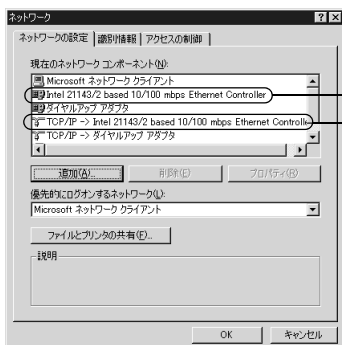 ネットワーク
ネットワークの設定 識別情報 アクセスの制御
現在のネットワーク コンポーネント(N):
Microsoft ネットワーク クライアント
Intel 21143/2 based 10/100 mbps Ethernet Controller
ダイヤルアップ アダプタ
TCP/IP -> Intel 21143/2 based 10/100 mbps Ethernet Controlle
TCP/IP -> ダイヤルアップ アダプタ
追加(A)... 削除(E) プロパティ(R)
優先的にログオンするネットワーク(L):
Microsoft ネットワーク クライアント
ファイルとプリンタの共有(F)...
説明
OK キャンセル